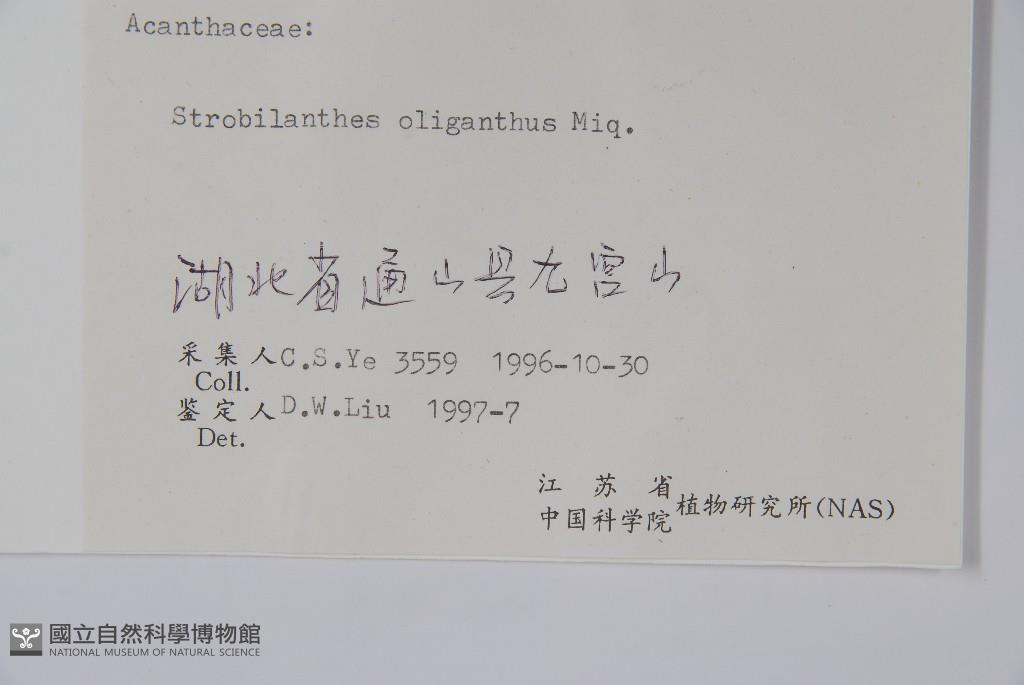 Acanthaceae:
Strobilanthes oliganthus Miq.
湖北省通山县九宫山
采集人 C.S.Ye 3559 1996-10-30
Coll.
鉴定人 D.W.Liu 1997-7
Det.
江苏省
中国科学院 植物研究所(NAS)
國立自然科學博物館
NATIONAL MUSEUM OF NATURAL SCIENCE